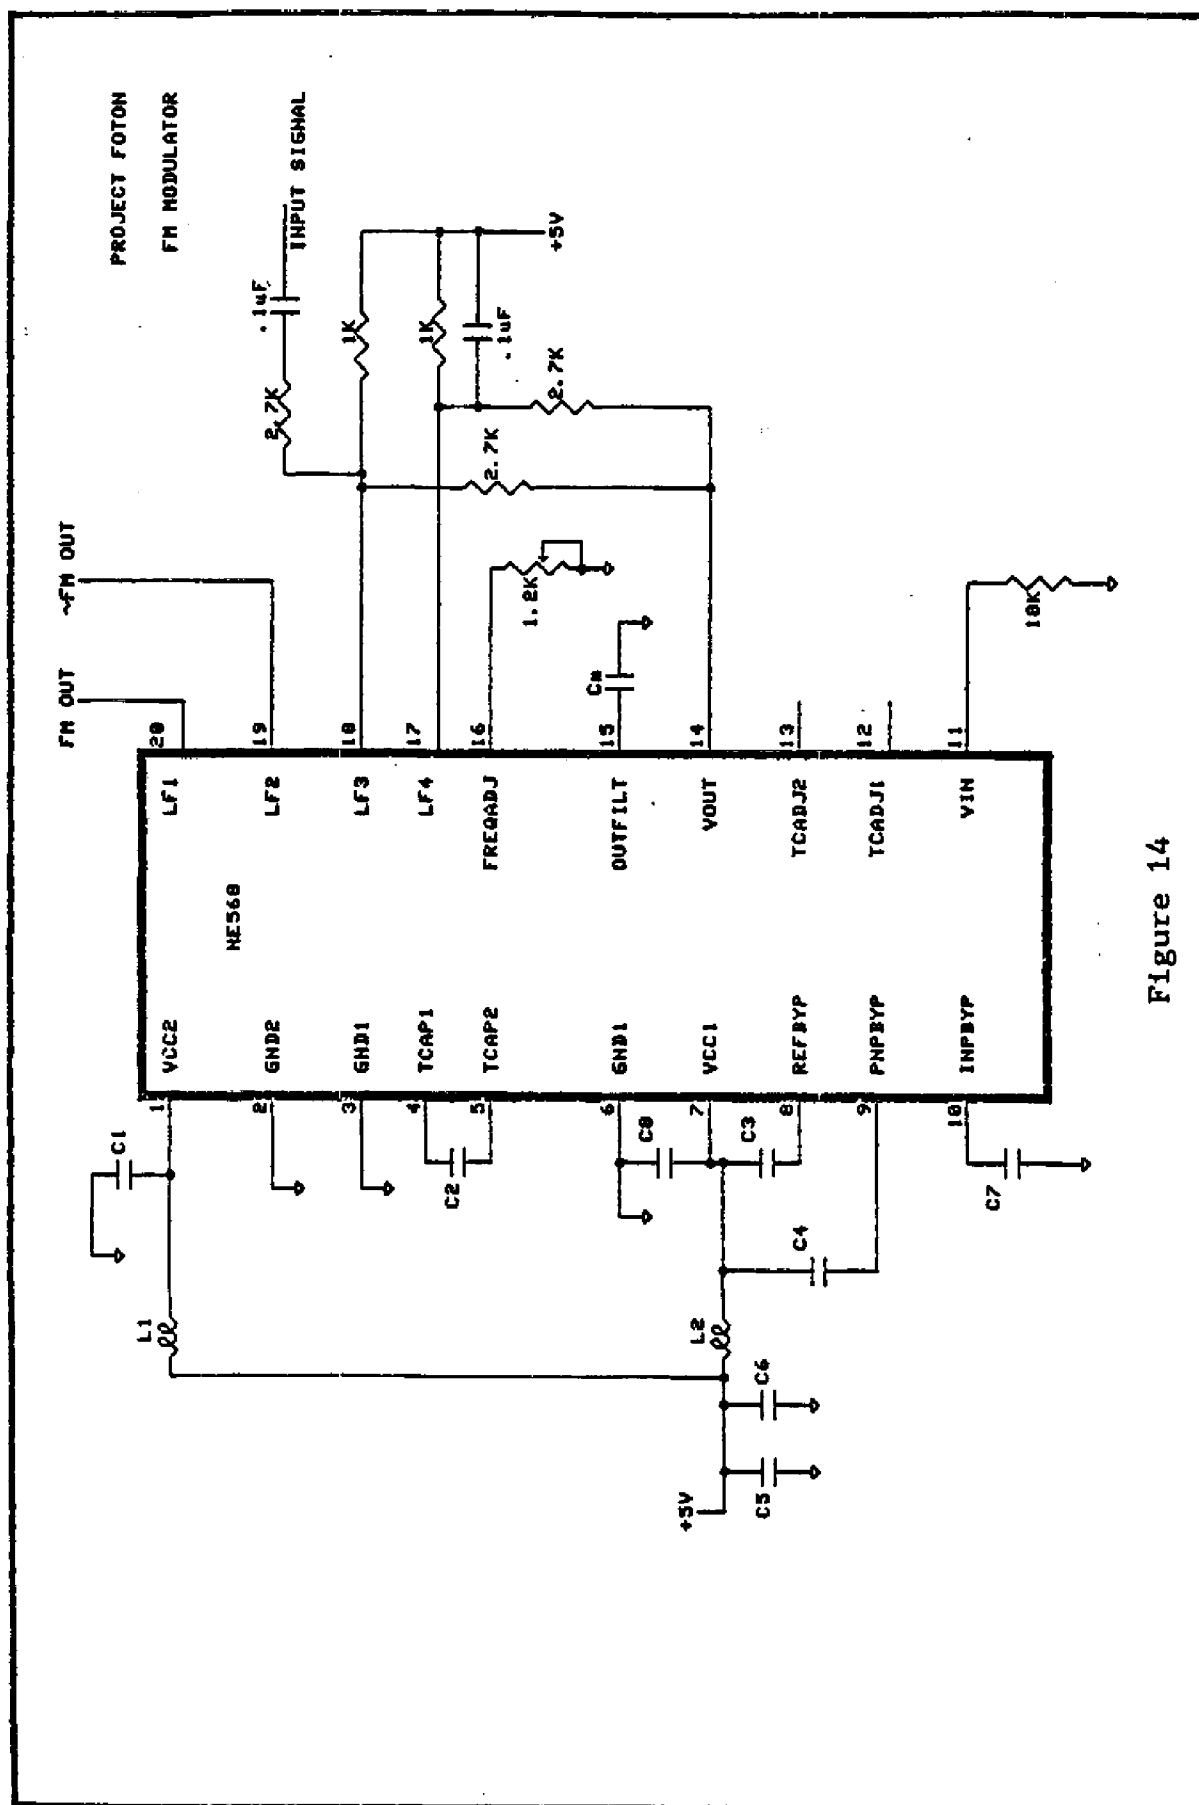 PROJECT FOTON
FM MODULATOR
FM OUT
~FM OUT
INPUT SIGNAL
.1uF
2.7K
1K
1K
.1uF
2.7K
2.7K
+5V
1.2K
Cm
10K
NE568
1 VCC2
2 GND2
3 GND1
4 TCAP1
5 TCAP2
6 GND1
7 VCC1
8 REFBYP
9 PNPBYP
10 INPBYP
LF1 20
LF2 19
LF3 18
LF4 17
FREQADJ 16
OUTFILT 15
VOUT 14
TCADJ2 13
TCADJ1 12
VIN 11
C1
L1
C2
C8
C3
C4
C7
L2
C6
C5
+5V
Figure 14